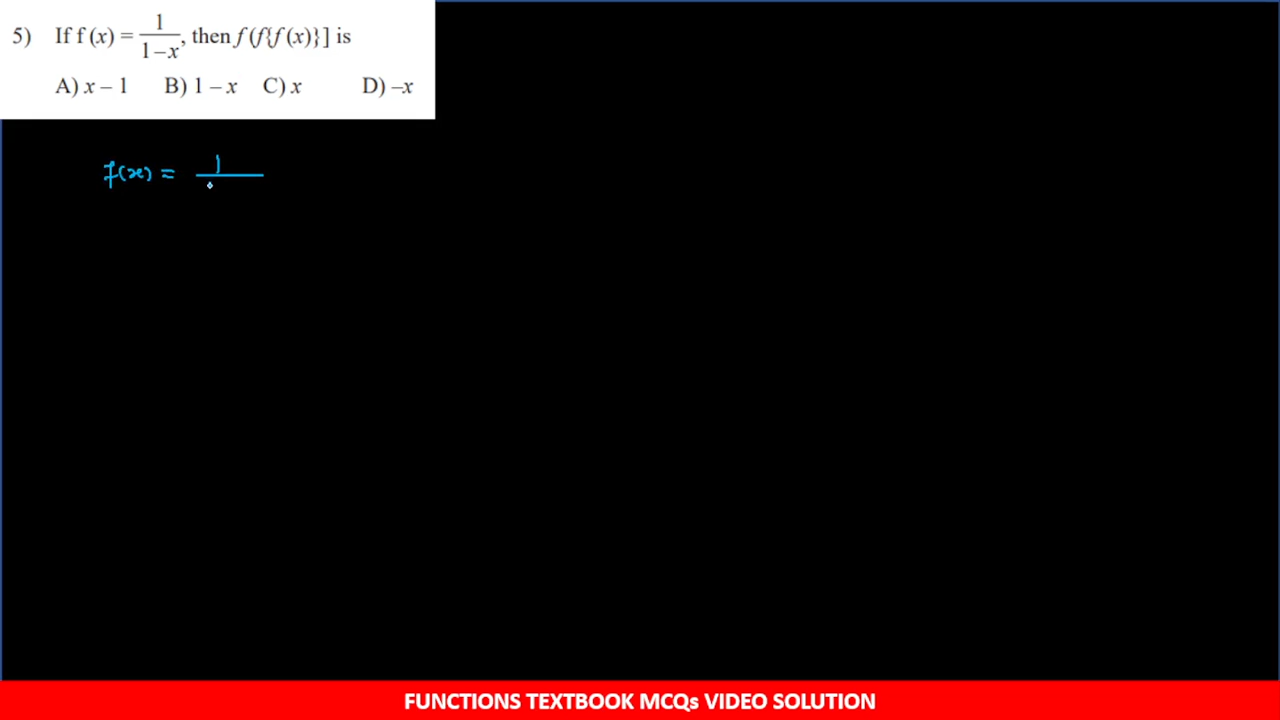 5) If f (x) = 1/(1–x), then f (f{f (x)}] is
A) x – 1 B) 1 – x C) x D) –x
f(x) = 1/
FUNCTIONS TEXTBOOK MCQs VIDEO SOLUTION